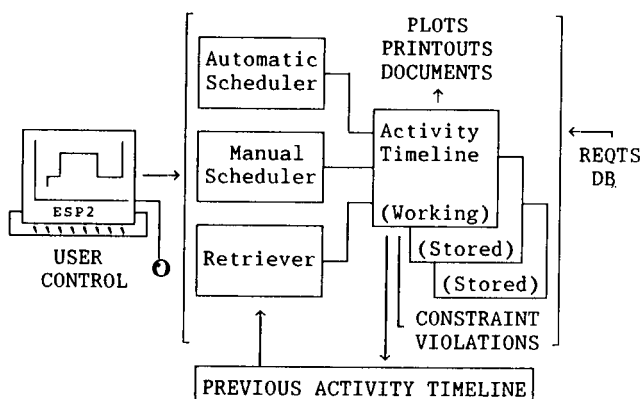 PLOTS
PRINTOUTS
DOCUMENTS
Automatic
Scheduler
Activity
Timeline
(Working)
(Stored)
(Stored)
Manual
Scheduler
REQTS
DB
ESP2
USER
CONTROL
Retriever
CONSTRAINT
VIOLATIONS
PREVIOUS ACTIVITY TIMELINE